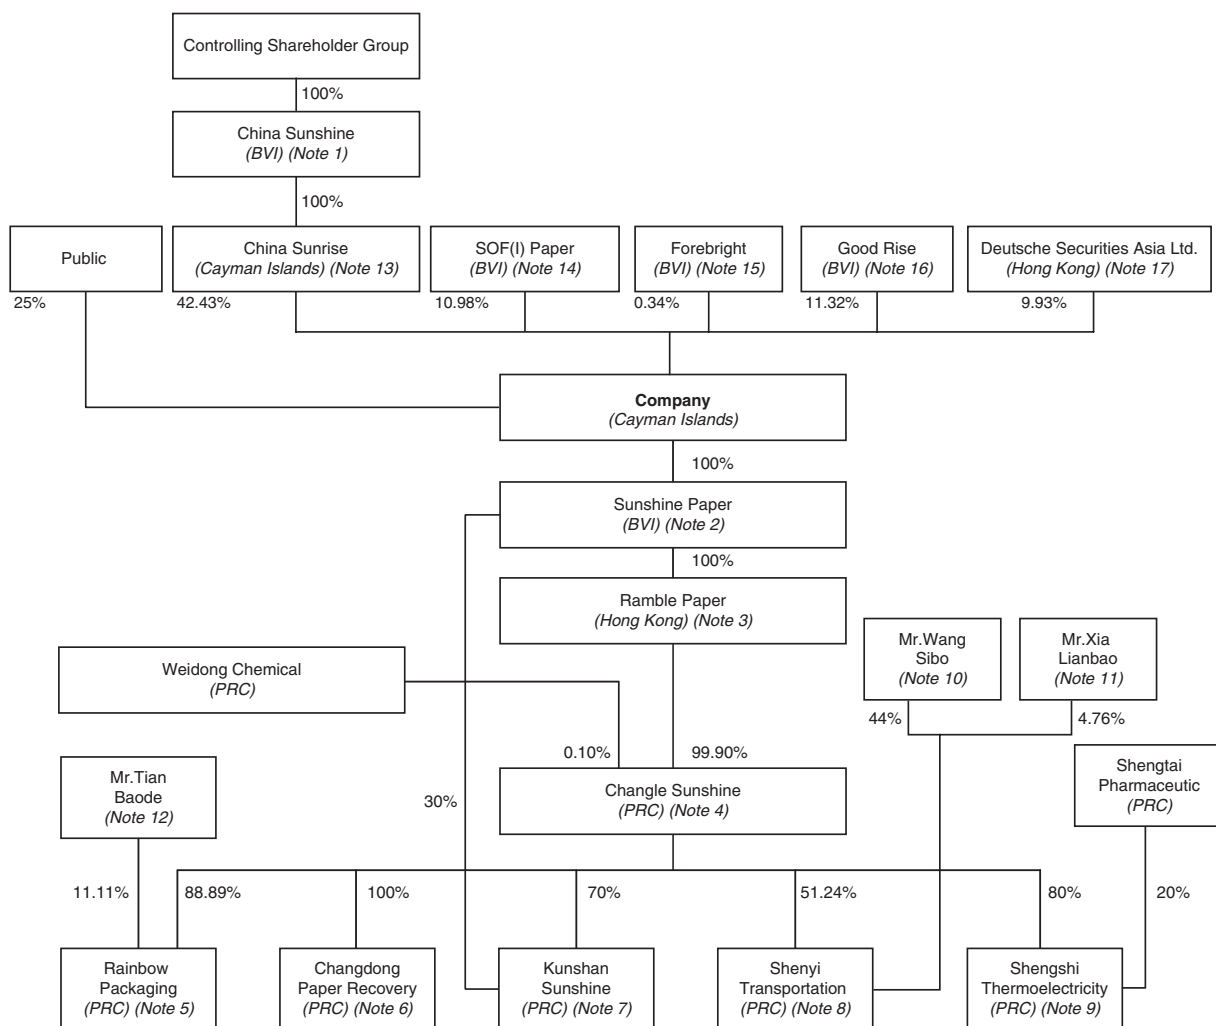 Controlling Shareholder Group
100%
China Sunshine
(BVI) (Note 1)
100%
Public
China Sunrise
(Cayman Islands) (Note 13)
SOF(I) Paper
(BVI) (Note 14)
Forebright
(BVI) (Note 15)
Good Rise
(BVI) (Note 16)
Deutsche Securities Asia Ltd.
(Hong Kong) (Note 17)
25%
42.43%
10.98%
0.34%
11.32%
9.93%
Company
(Cayman Islands)
100%
Sunshine Paper
(BVI) (Note 2)
100%
Ramble Paper
(Hong Kong) (Note 3)
Mr.Wang
Sibo
(Note 10)
Mr.Xia
Lianbao
(Note 11)
Weidong Chemical
(PRC)
44%
4.76%
0.10%
99.90%
Mr.Tian
Baode
(Note 12)
30%
Changle Sunshine
(PRC) (Note 4)
Shengtai
Pharmaceutic
(PRC)
11.11%
88.89%
100%
70%
51.24%
80%
20%
Rainbow
Packaging
(PRC) (Note 5)
Changdong
Paper Recovery
(PRC) (Note 6)
Kunshan
Sunshine
(PRC) (Note 7)
Shenyi
Transportation
(PRC) (Note 8)
Shengshi
Thermoelectricity
(PRC) (Note 9)